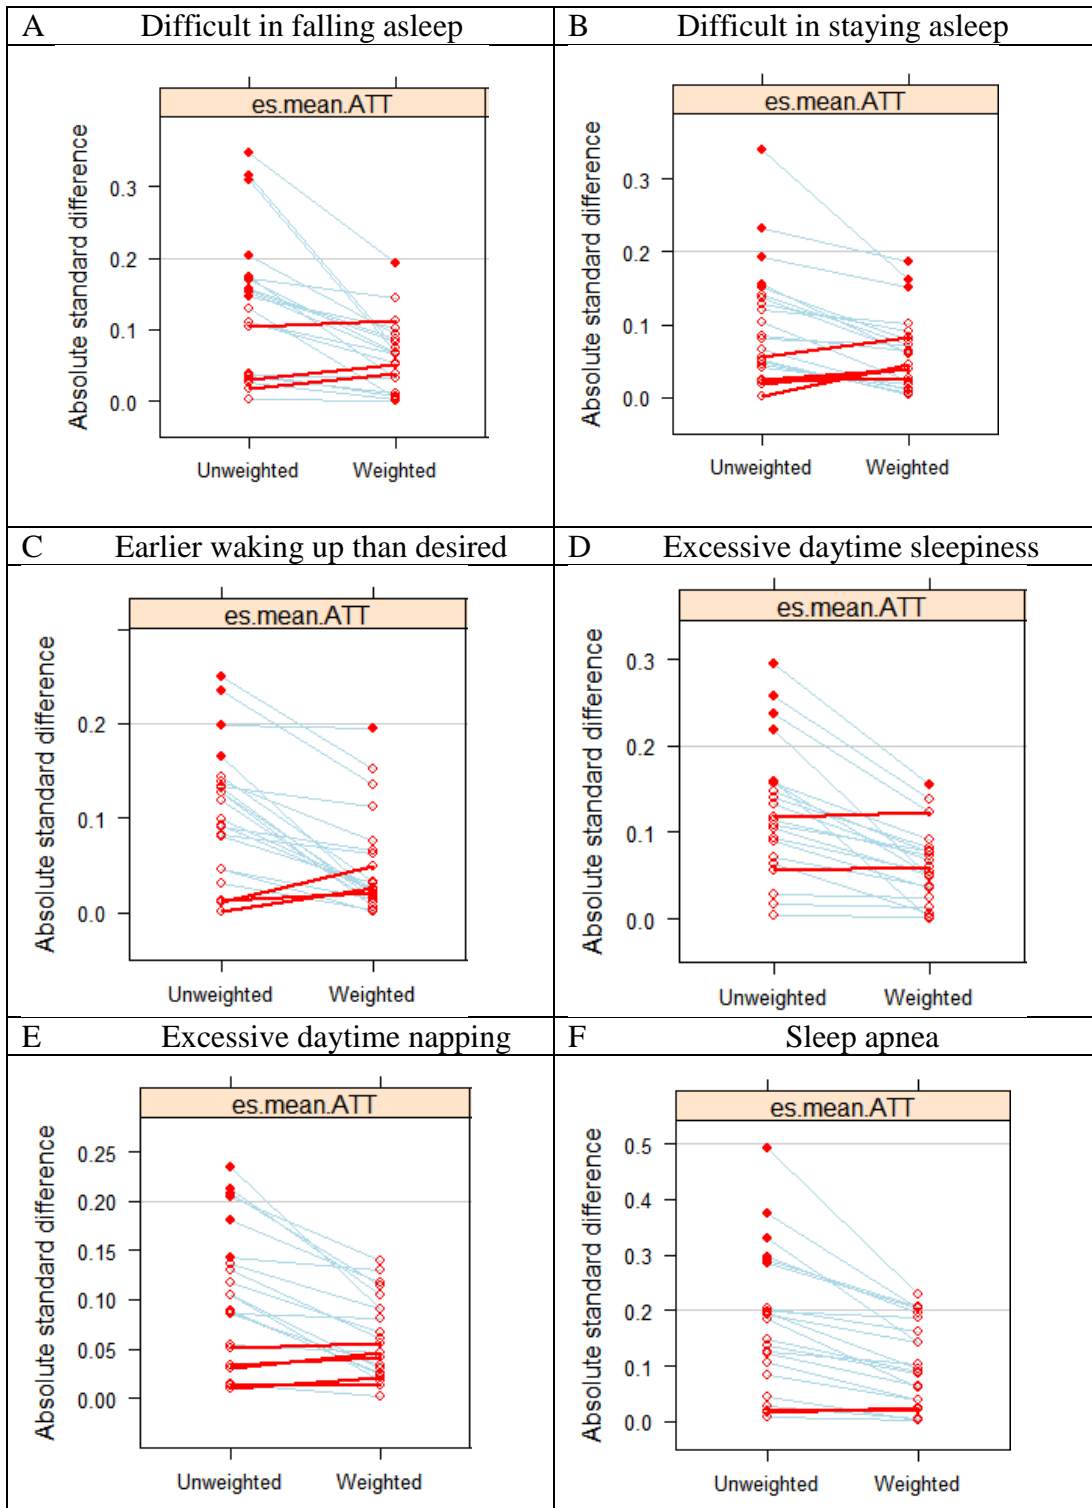 A Difficult in falling asleep
es.mean.ATT
Absolute standard difference
0.3
0.2
0.1
0.0
Unweighted Weighted
B Difficult in staying asleep
es.mean.ATT
Absolute standard difference
0.3
0.2
0.1
0.0
Unweighted Weighted
C Earlier waking up than desired
es.mean.ATT
Absolute standard difference
0.2
0.1
0.0
Unweighted Weighted
D Excessive daytime sleepiness
es.mean.ATT
Absolute standard difference
0.3
0.2
0.1
0.0
Unweighted Weighted
E Excessive daytime napping
es.mean.ATT
Absolute standard difference
0.25
0.20
0.15
0.10
0.05
0.00
Unweighted Weighted
F Sleep apnea
es.mean.ATT
Absolute standard difference
0.5
0.4
0.3
0.2
0.1
0.0
Unweighted Weighted